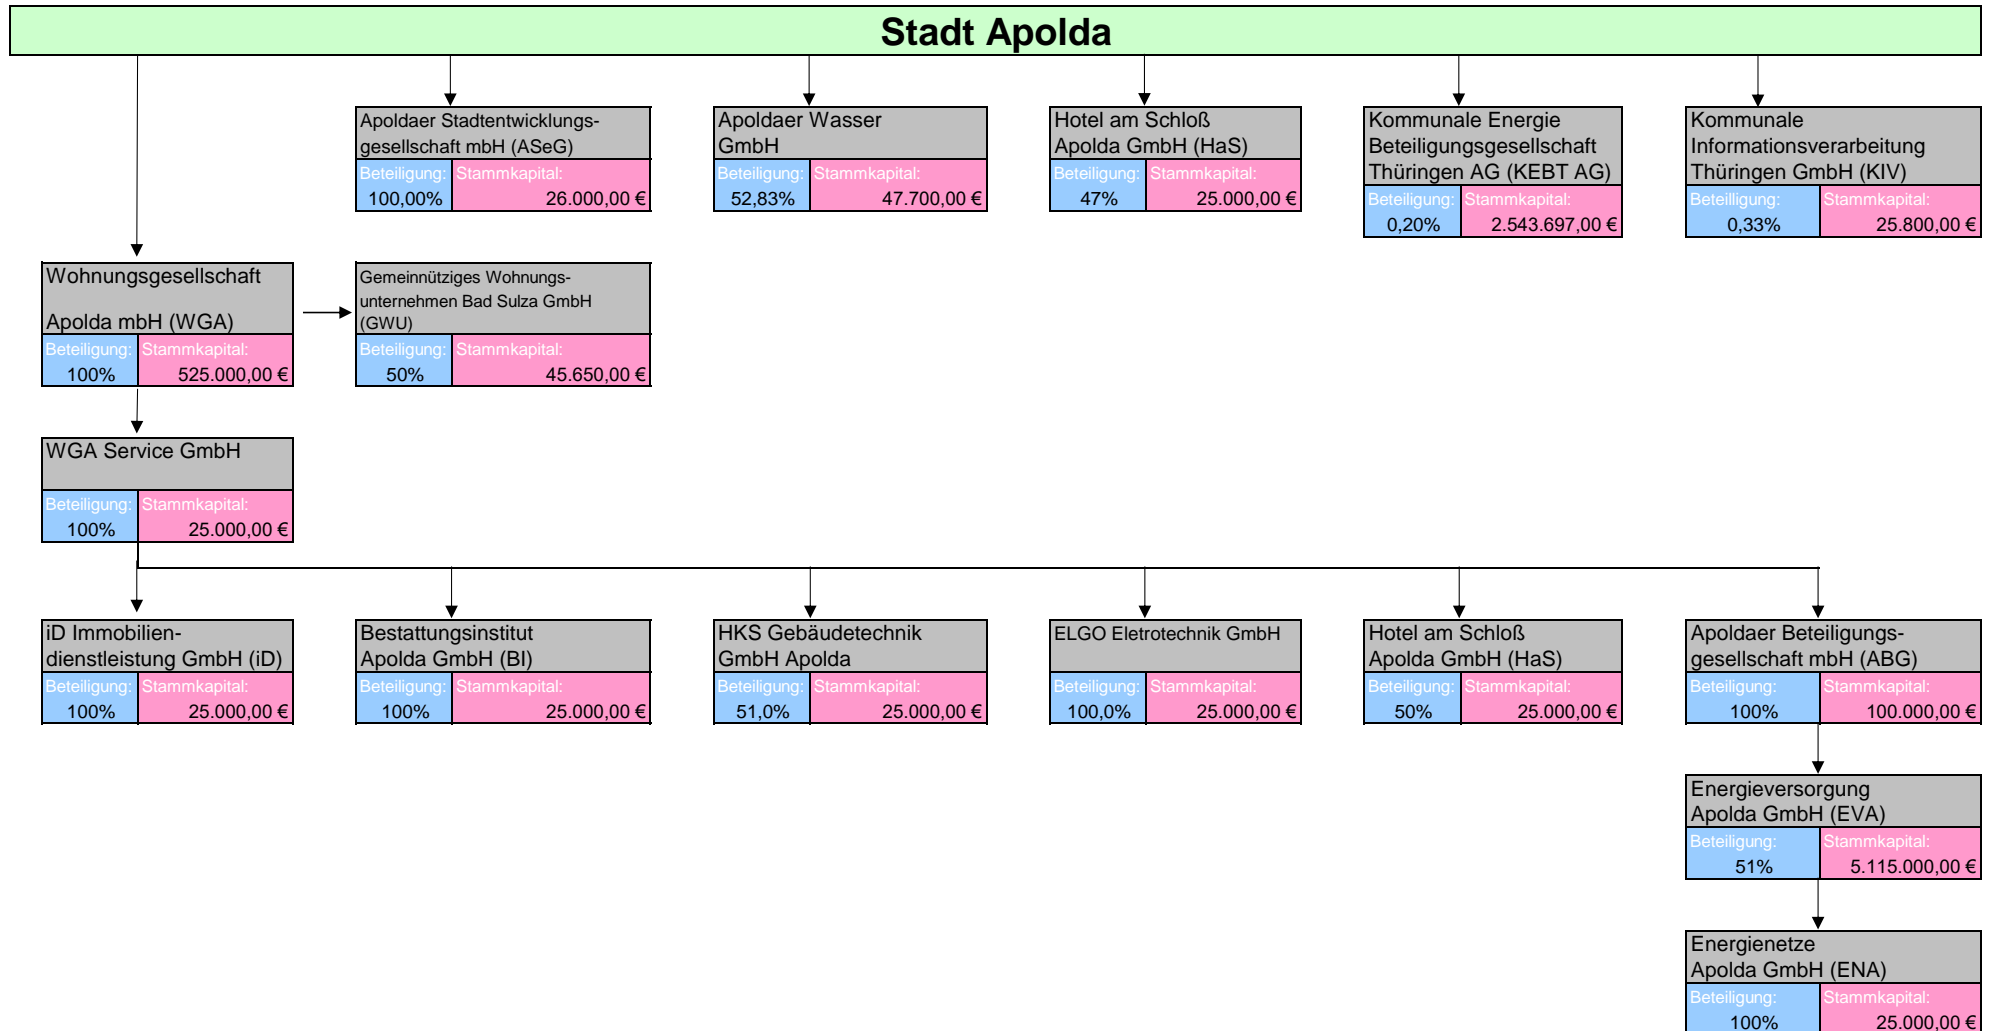 Stadt Apolda
Apoldaer Stadtentwicklungs-
gesellschaft mbH (ASeG)
Beteiligung: Stammkapital:
100,00% 26.000,00 €
Apoldaer Wasser
GmbH
Beteiligung: Stammkapital:
52,83% 47.700,00 €
Hotel am Schloß
Apolda GmbH (HaS)
Beteiligung: Stammkapital:
47% 25.000,00 €
Kommunale Energie
Beteiligungsgesellschaft
Thüringen AG (KEBT AG)
Beteiligung: Stammkapital:
0,20% 2.543.697,00 €
Kommunale
Informationsverarbeitung
Thüringen GmbH (KIV)
Beteilligung: Stammkapital:
0,33% 25.800,00 €
Wohnungsgesellschaft
Apolda mbH (WGA)
Beteiligung: Stammkapital:
100% 525.000,00 €
Gemeinnütziges Wohnungs-
unternehmen Bad Sulza GmbH
(GWU)
Beteiligung: Stammkapital:
50% 45.650,00 €
WGA Service GmbH
Beteiligung: Stammkapital:
100% 25.000,00 €
iD Immobilien-
dienstleistung GmbH (iD)
Beteiligung: Stammkapital:
100% 25.000,00 €
Bestattungsinstitut
Apolda GmbH (BI)
Beteiligung: Stammkapital:
100% 25.000,00 €
HKS Gebäudetechnik
GmbH Apolda
Beteiligung: Stammkapital:
51,0% 25.000,00 €
ELGO Eletrotechnik GmbH
Beteiligung: Stammkapital:
100,0% 25.000,00 €
Hotel am Schloß
Apolda GmbH (HaS)
Beteiligung: Stammkapital:
50% 25.000,00 €
Apoldaer Beteiligungs-
gesellschaft mbH (ABG)
Beteiligung: Stammkapital:
100% 100.000,00 €
Energieversorgung
Apolda GmbH (EVA)
Beteiligung: Stammkapital:
51% 5.115.000,00 €
Energienetze
Apolda GmbH (ENA)
Beteiligung: Stammkapital:
100% 25.000,00 €